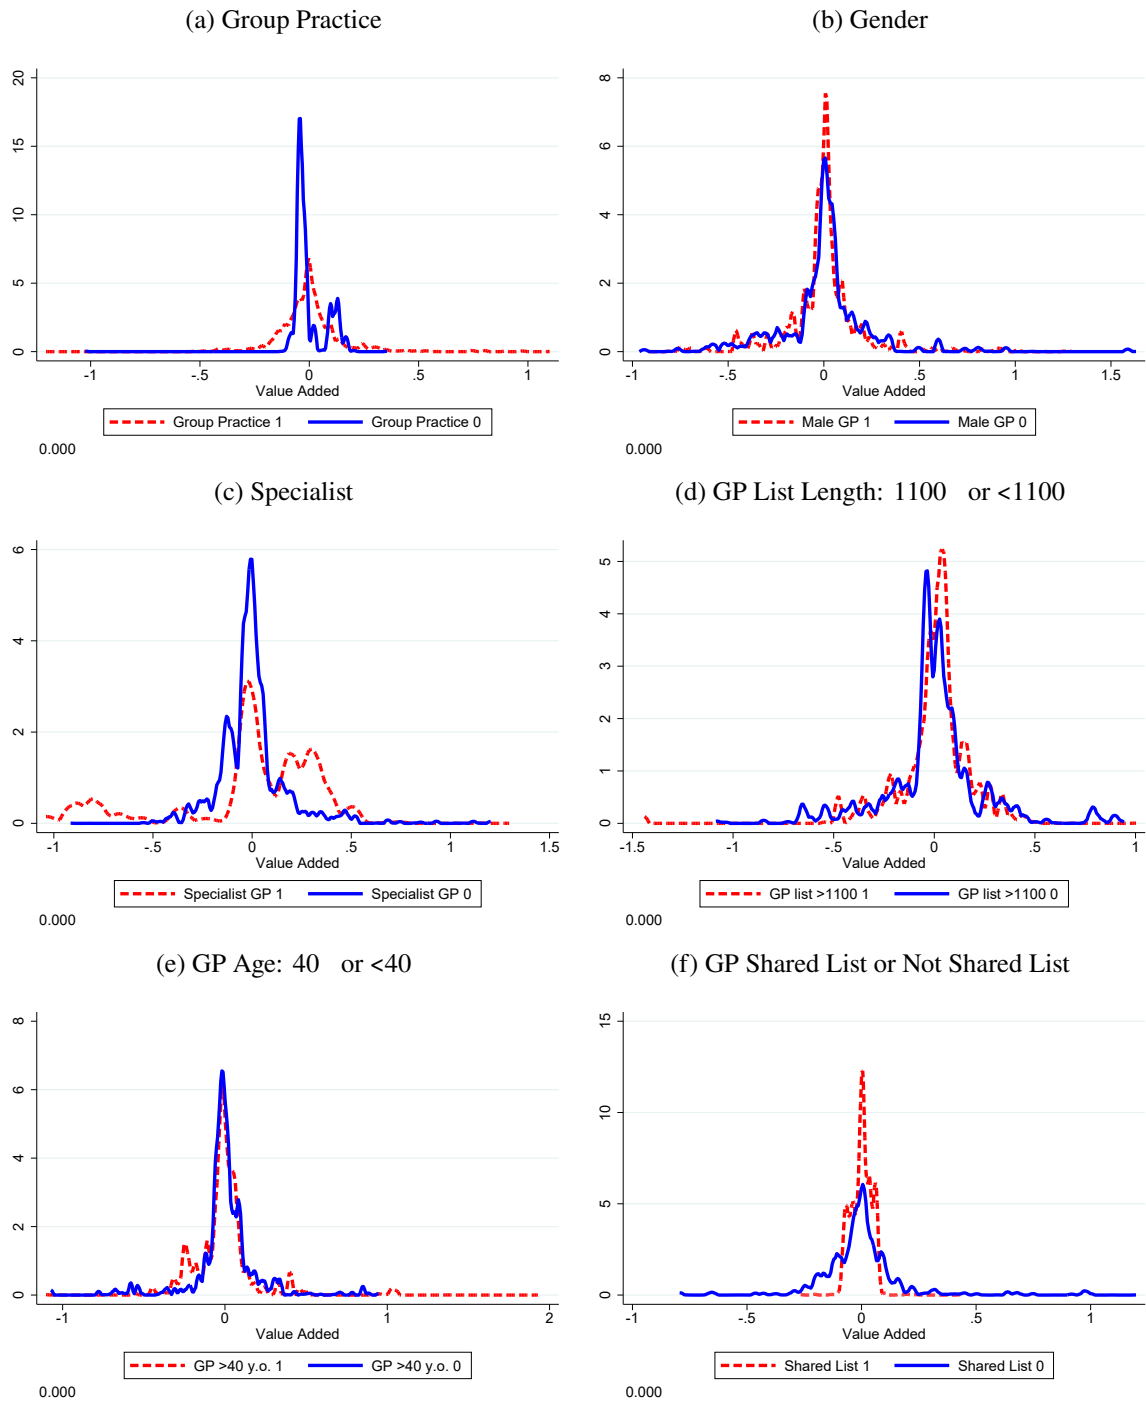 (a) Group Practice
20
15
10
5
0
-1 -.5 0 .5 1
Value Added
Group Practice 1 Group Practice 0
0.000
(b) Gender
8
6
4
2
0
-1 -.5 0 .5 1 1.5
Value Added
Male GP 1 Male GP 0
0.000
(c) Specialist
6
4
2
0
-1 -.5 0 .5 1 1.5
Value Added
Specialist GP 1 Specialist GP 0
0.000
(d) GP List Length: 1100 or <1100
5
4
3
2
1
0
-1.5 -1 -.5 0 .5 1
Value Added
GP list >1100 1 GP list >1100 0
0.000
(e) GP Age: 40 or <40
8
6
4
2
0
-1 0 1 2
Value Added
GP >40 y.o. 1 GP >40 y.o. 0
0.000
(f) GP Shared List or Not Shared List
15
10
5
0
-1 -.5 0 .5 1
Value Added
Shared List 1 Shared List 0
0.000